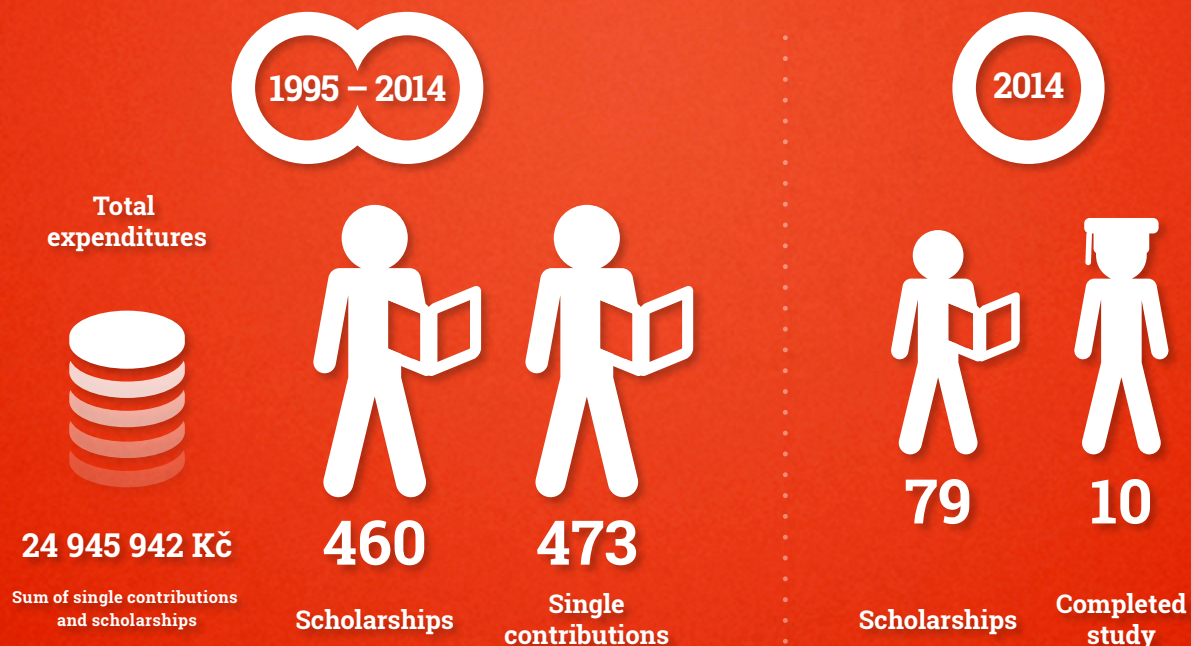 1995 – 2014
Total
expenditures
24 945 942 Kč
Sum of single contributions
and scholarships
460
Scholarships
473
Single
contributions
2014
79
Scholarships
10
Completed
study